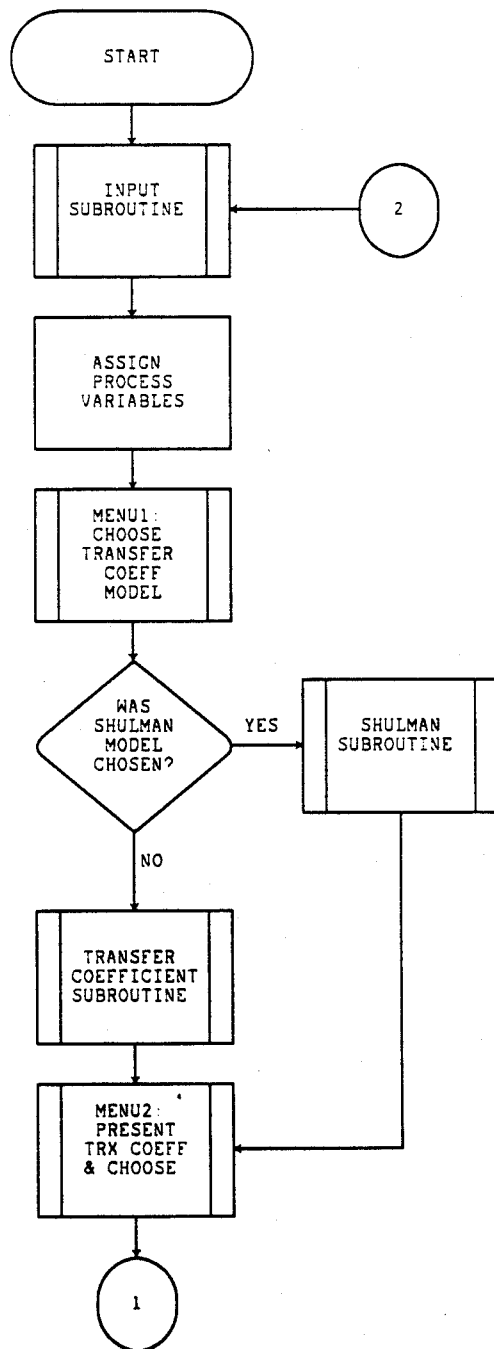 START
INPUT
SUBROUTINE
2
ASSIGN
PROCESS
VARIABLES
MENU1:
CHOOSE
TRANSFER
COEFF
MODEL
WAS
SHULMAN
MODEL
CHOSEN?
YES
SHULMAN
SUBROUTINE
NO
TRANSFER
COEFFICIENT
SUBROUTINE
MENU2:
PRESENT
TRX COEFF
& CHOOSE
1